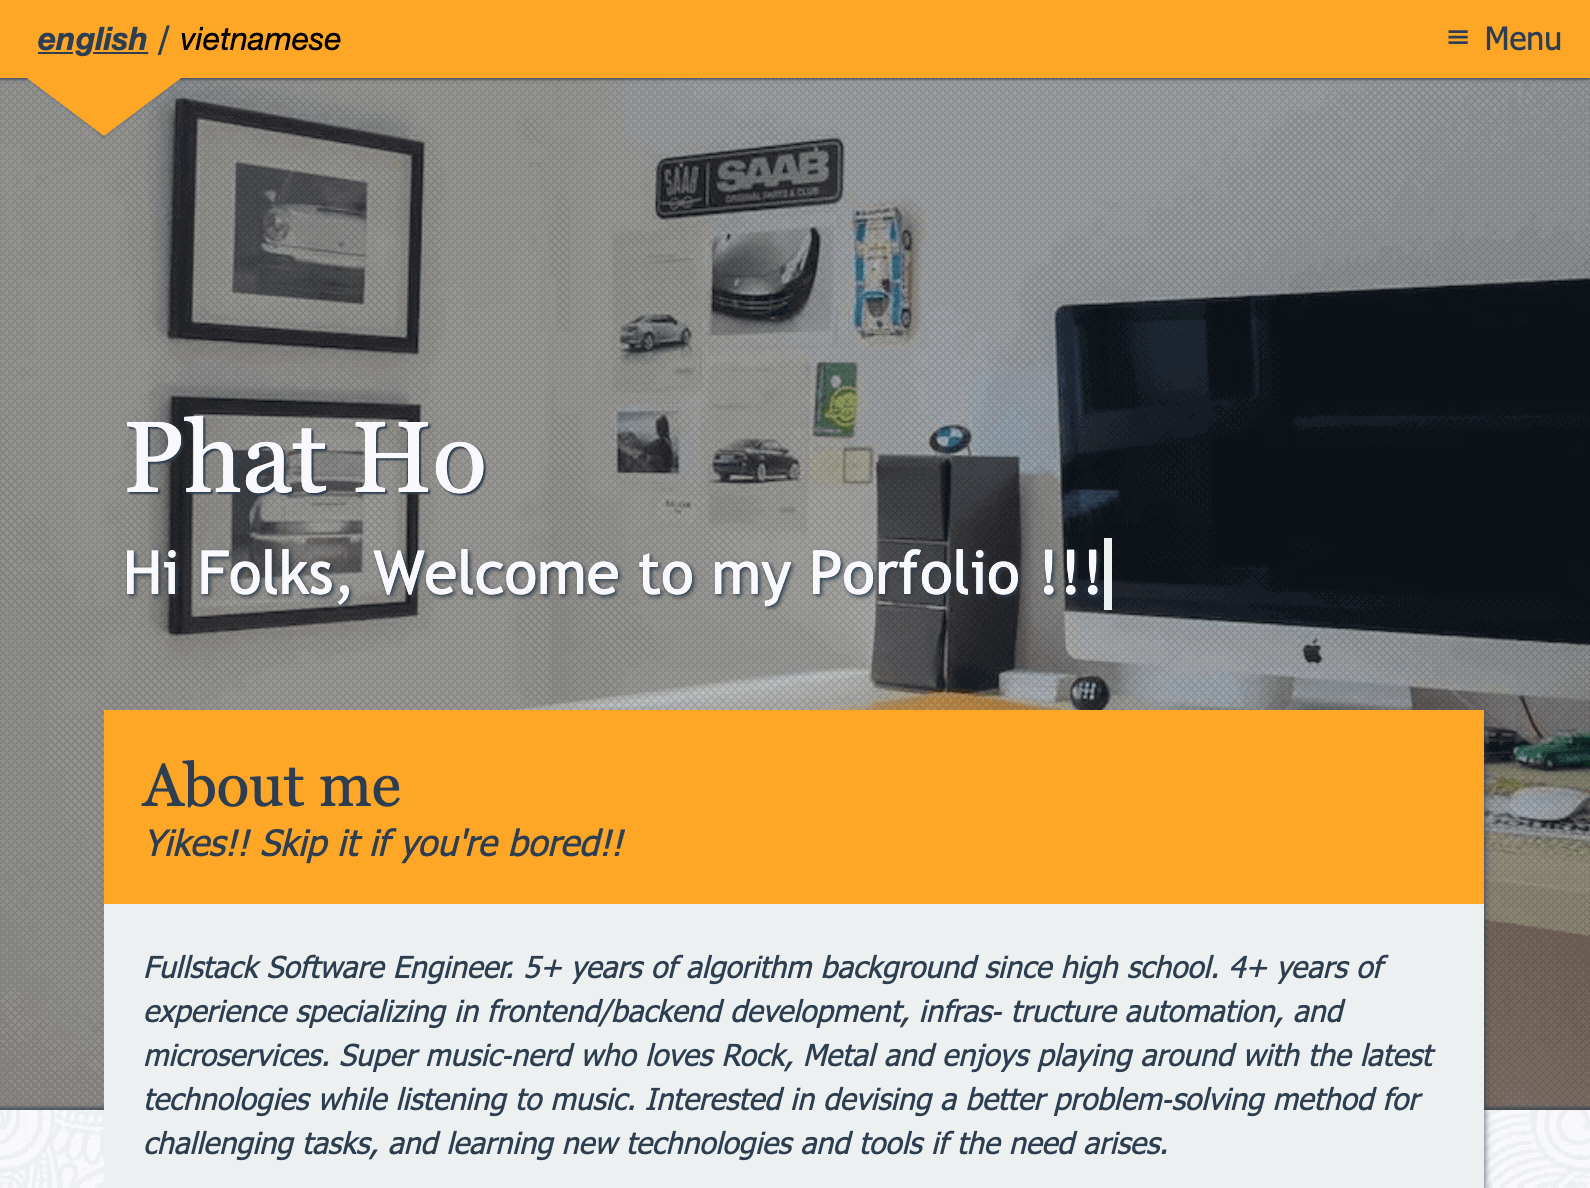 english / vietnamese
≡ Menu
SAAB
SAAB
ORIGINAL PARTS & CLUB
Phat Ho
Hi Folks, Welcome to my Porfolio !!!
About me
Yikes!! Skip it if you're bored!!
Fullstack Software Engineer. 5+ years of algorithm background since high school. 4+ years of
experience specializing in frontend/backend development, infras- tructure automation, and
microservices. Super music-nerd who loves Rock, Metal and enjoys playing around with the latest
technologies while listening to music. Interested in devising a better problem-solving method for
challenging tasks, and learning new technologies and tools if the need arises.